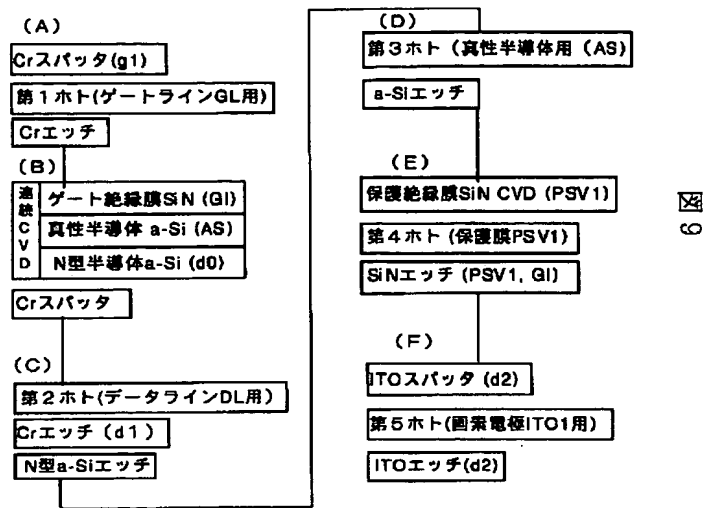 (A)
Crスパッタ(g1)
第1ホト(ゲートラインGL用)
Crエッチ
(B)
連続CVD
ゲート絶縁膜SiN (GI)
真性半導体 a-Si (AS)
N型半導体a-Si (d0)
Crスパッタ
(C)
第2ホト(データラインDL用)
Crエッチ (d1)
N型a-Siエッチ
(D)
第3ホト (真性半導体用 (AS)
a-Siエッチ
(E)
保護絶縁膜SiN CVD (PSV1)
第4ホト (保護膜PSV1)
SiNエッチ (PSV1, GI)
(F)
ITOスパッタ (d2)
第5ホト(画素電極ITO1用)
ITOエッチ(d2)
図9